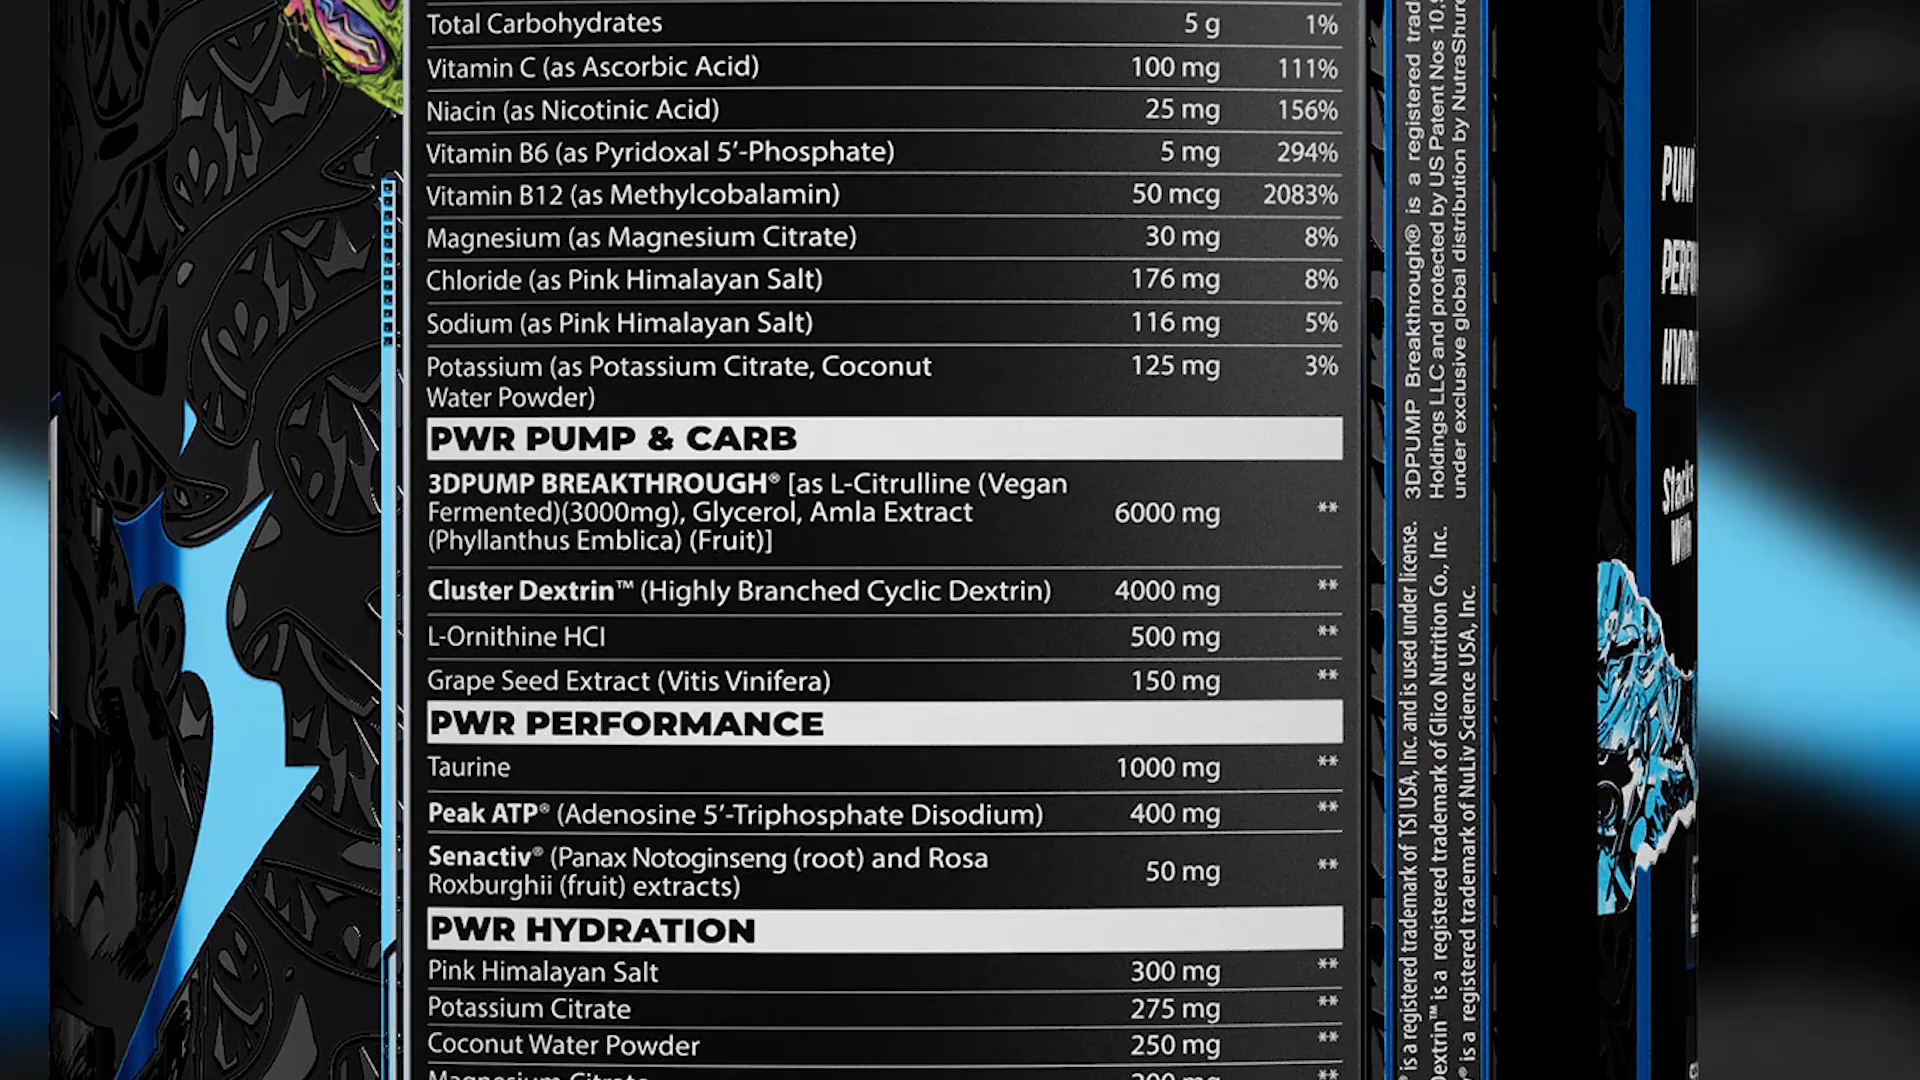 Total Carbohydrates 5 g 1%
Vitamin C (as Ascorbic Acid) 100 mg 111%
Niacin (as Nicotinic Acid) 25 mg 156%
Vitamin B6 (as Pyridoxal 5’-Phosphate) 5 mg 294%
Vitamin B12 (as Methylcobalamin) 50 mcg 2083%
Magnesium (as Magnesium Citrate) 30 mg 8%
Chloride (as Pink Himalayan Salt) 176 mg 8%
Sodium (as Pink Himalayan Salt) 116 mg 5%
Potassium (as Potassium Citrate, Coconut 125 mg 3%
Water Powder)
PWR PUMP & CARB
3DPUMP BREAKTHROUGH® [as L-Citrulline (Vegan
Fermented)(3000mg), Glycerol, Amla Extract 6000 mg **
(Phyllanthus Emblica) (Fruit)]
Cluster Dextrin™ (Highly Branched Cyclic Dextrin) 4000 mg **
L-Ornithine HCl 500 mg **
Grape Seed Extract (Vitis Vinifera) 150 mg **
PWR PERFORMANCE
Taurine 1000 mg **
Peak ATP® (Adenosine 5’-Triphosphate Disodium) 400 mg **
Senactiv® (Panax Notoginseng (root) and Rosa
Roxburghii (fruit) extracts) 50 mg **
PWR HYDRATION
Pink Himalayan Salt 300 mg **
Potassium Citrate 275 mg **
Coconut Water Powder 250 mg **
Magnesium Citrate 200 mg **
® is a registered trademark of TSI USA, Inc. and is used under license.
is a registered trademark of Glico Nutrition Co., Inc.
® is a registered trademark of NuLiv Science USA, Inc.
3DPUMP Breakthrough® is a registered
Holdings LLC and protected by US Patent Nos
under exclusive global distribution by
Stacks
With